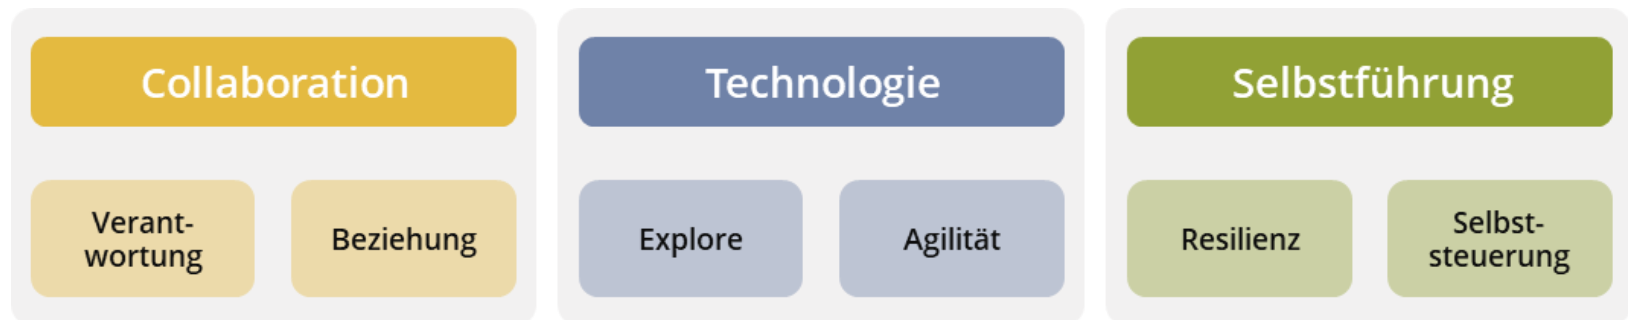 Collaboration
Technologie
Selbstführung
Verant-
wortung
Beziehung
Explore
Agilität
Resilienz
Selbst-
steuerung